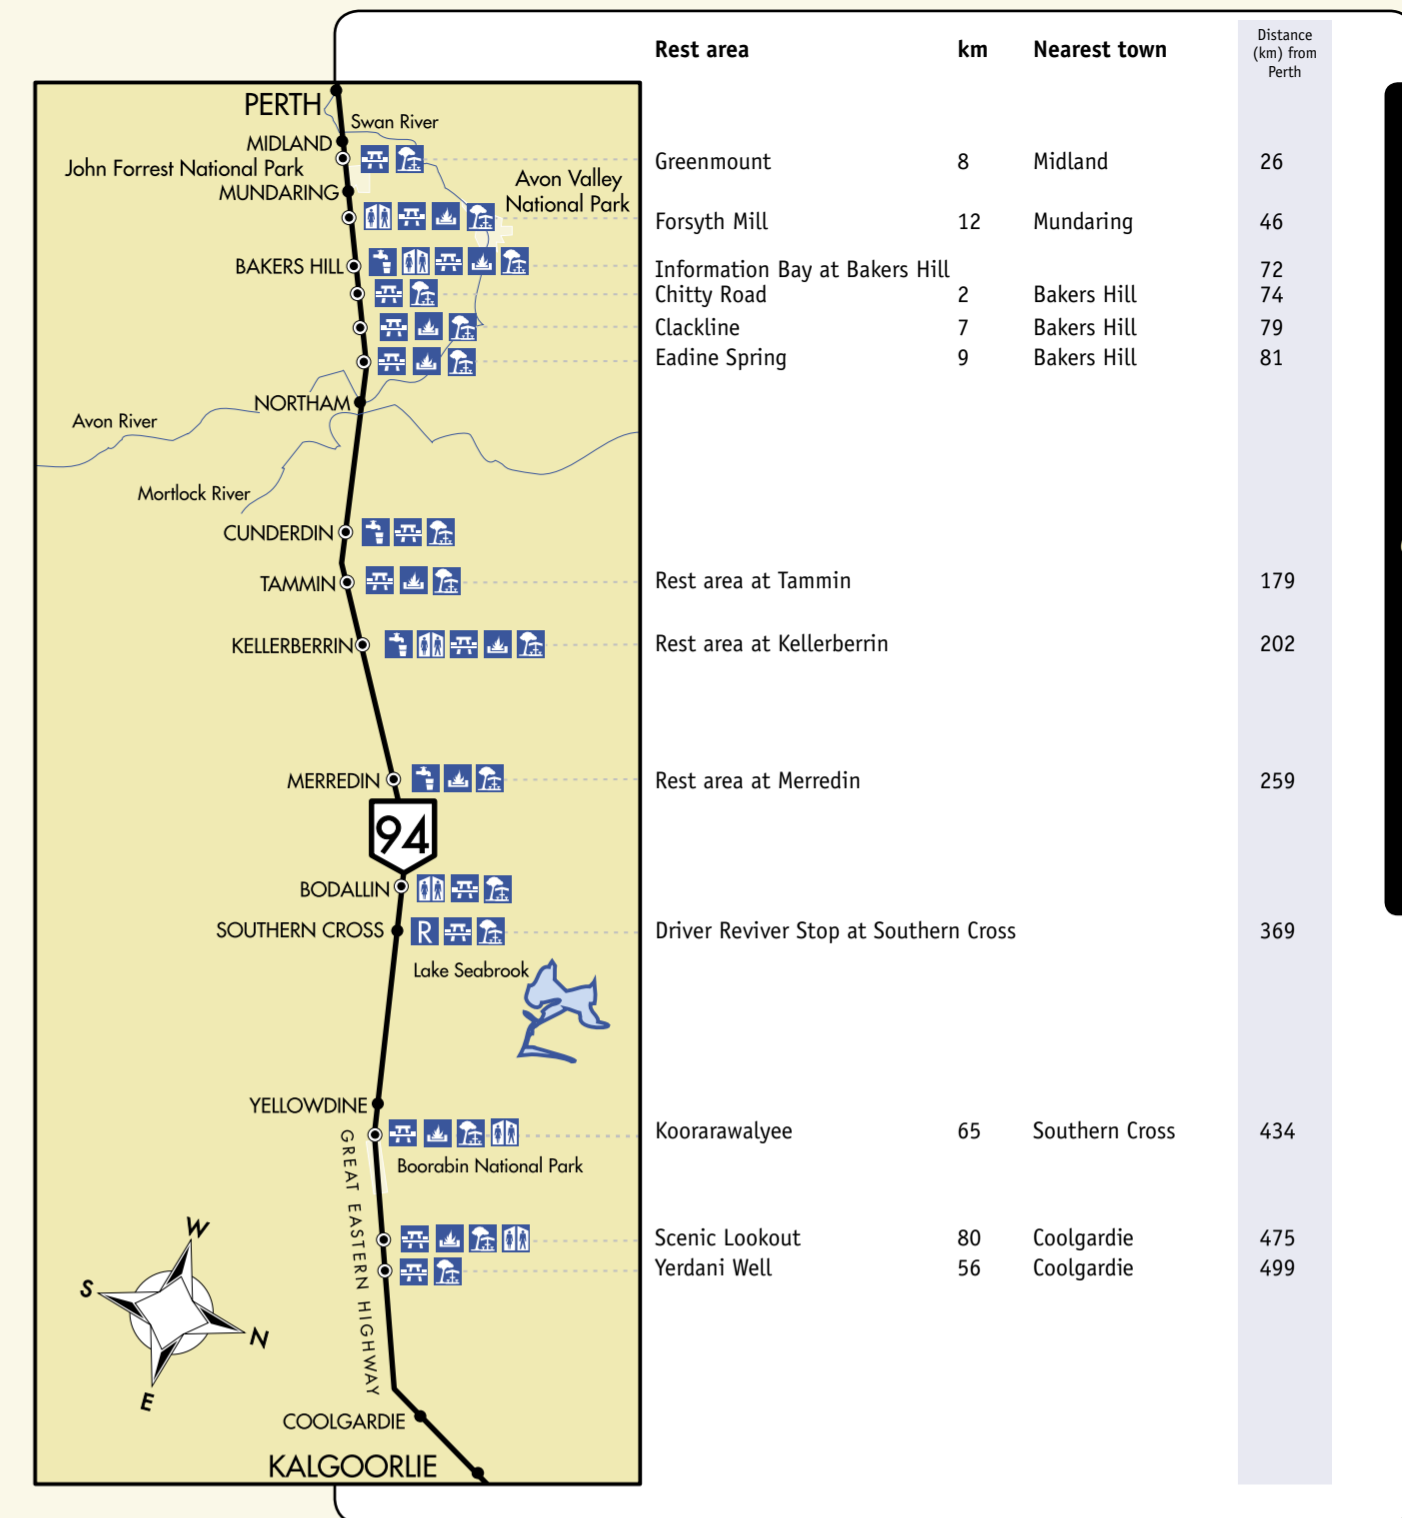 Rest area km Nearest town Distance
(km) from
Perth
PERTH
Swan River
MIDLAND
John Forrest National Park
MUNDARING
Avon Valley
National Park
BAKERS HILL
NORTHAM
Avon River
Mortlock River
CUNDERDIN
TAMMIN
KELLERBERRIN
MERREDIN
94
BODALLIN
SOUTHERN CROSS
R
Lake Seabrook
YELLOWDINE
GREAT EASTERN HIGHWAY
Boorabin National Park
W
S
N
E
COOLGARDIE
KALGOORLIE
Greenmount 8 Midland 26
Forsyth Mill 12 Mundaring 46
Information Bay at Bakers Hill 72
Chitty Road 2 Bakers Hill 74
Clackline 7 Bakers Hill 79
Eadine Spring 9 Bakers Hill 81
Rest area at Tammin 179
Rest area at Kellerberrin 202
Rest area at Merredin 259
Driver Reviver Stop at Southern Cross 369
Koorarawalyee 65 Southern Cross 434
Scenic Lookout 80 Coolgardie 475
Yerdani Well 56 Coolgardie 499